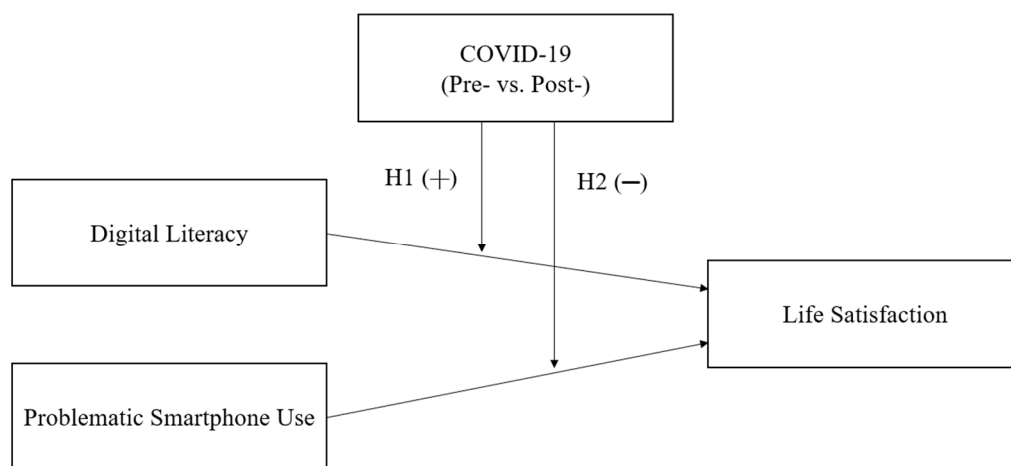 COVID-19
(Pre- vs. Post-)
H1 (+)
H2 (−)
Digital Literacy
Life Satisfaction
Problematic Smartphone Use